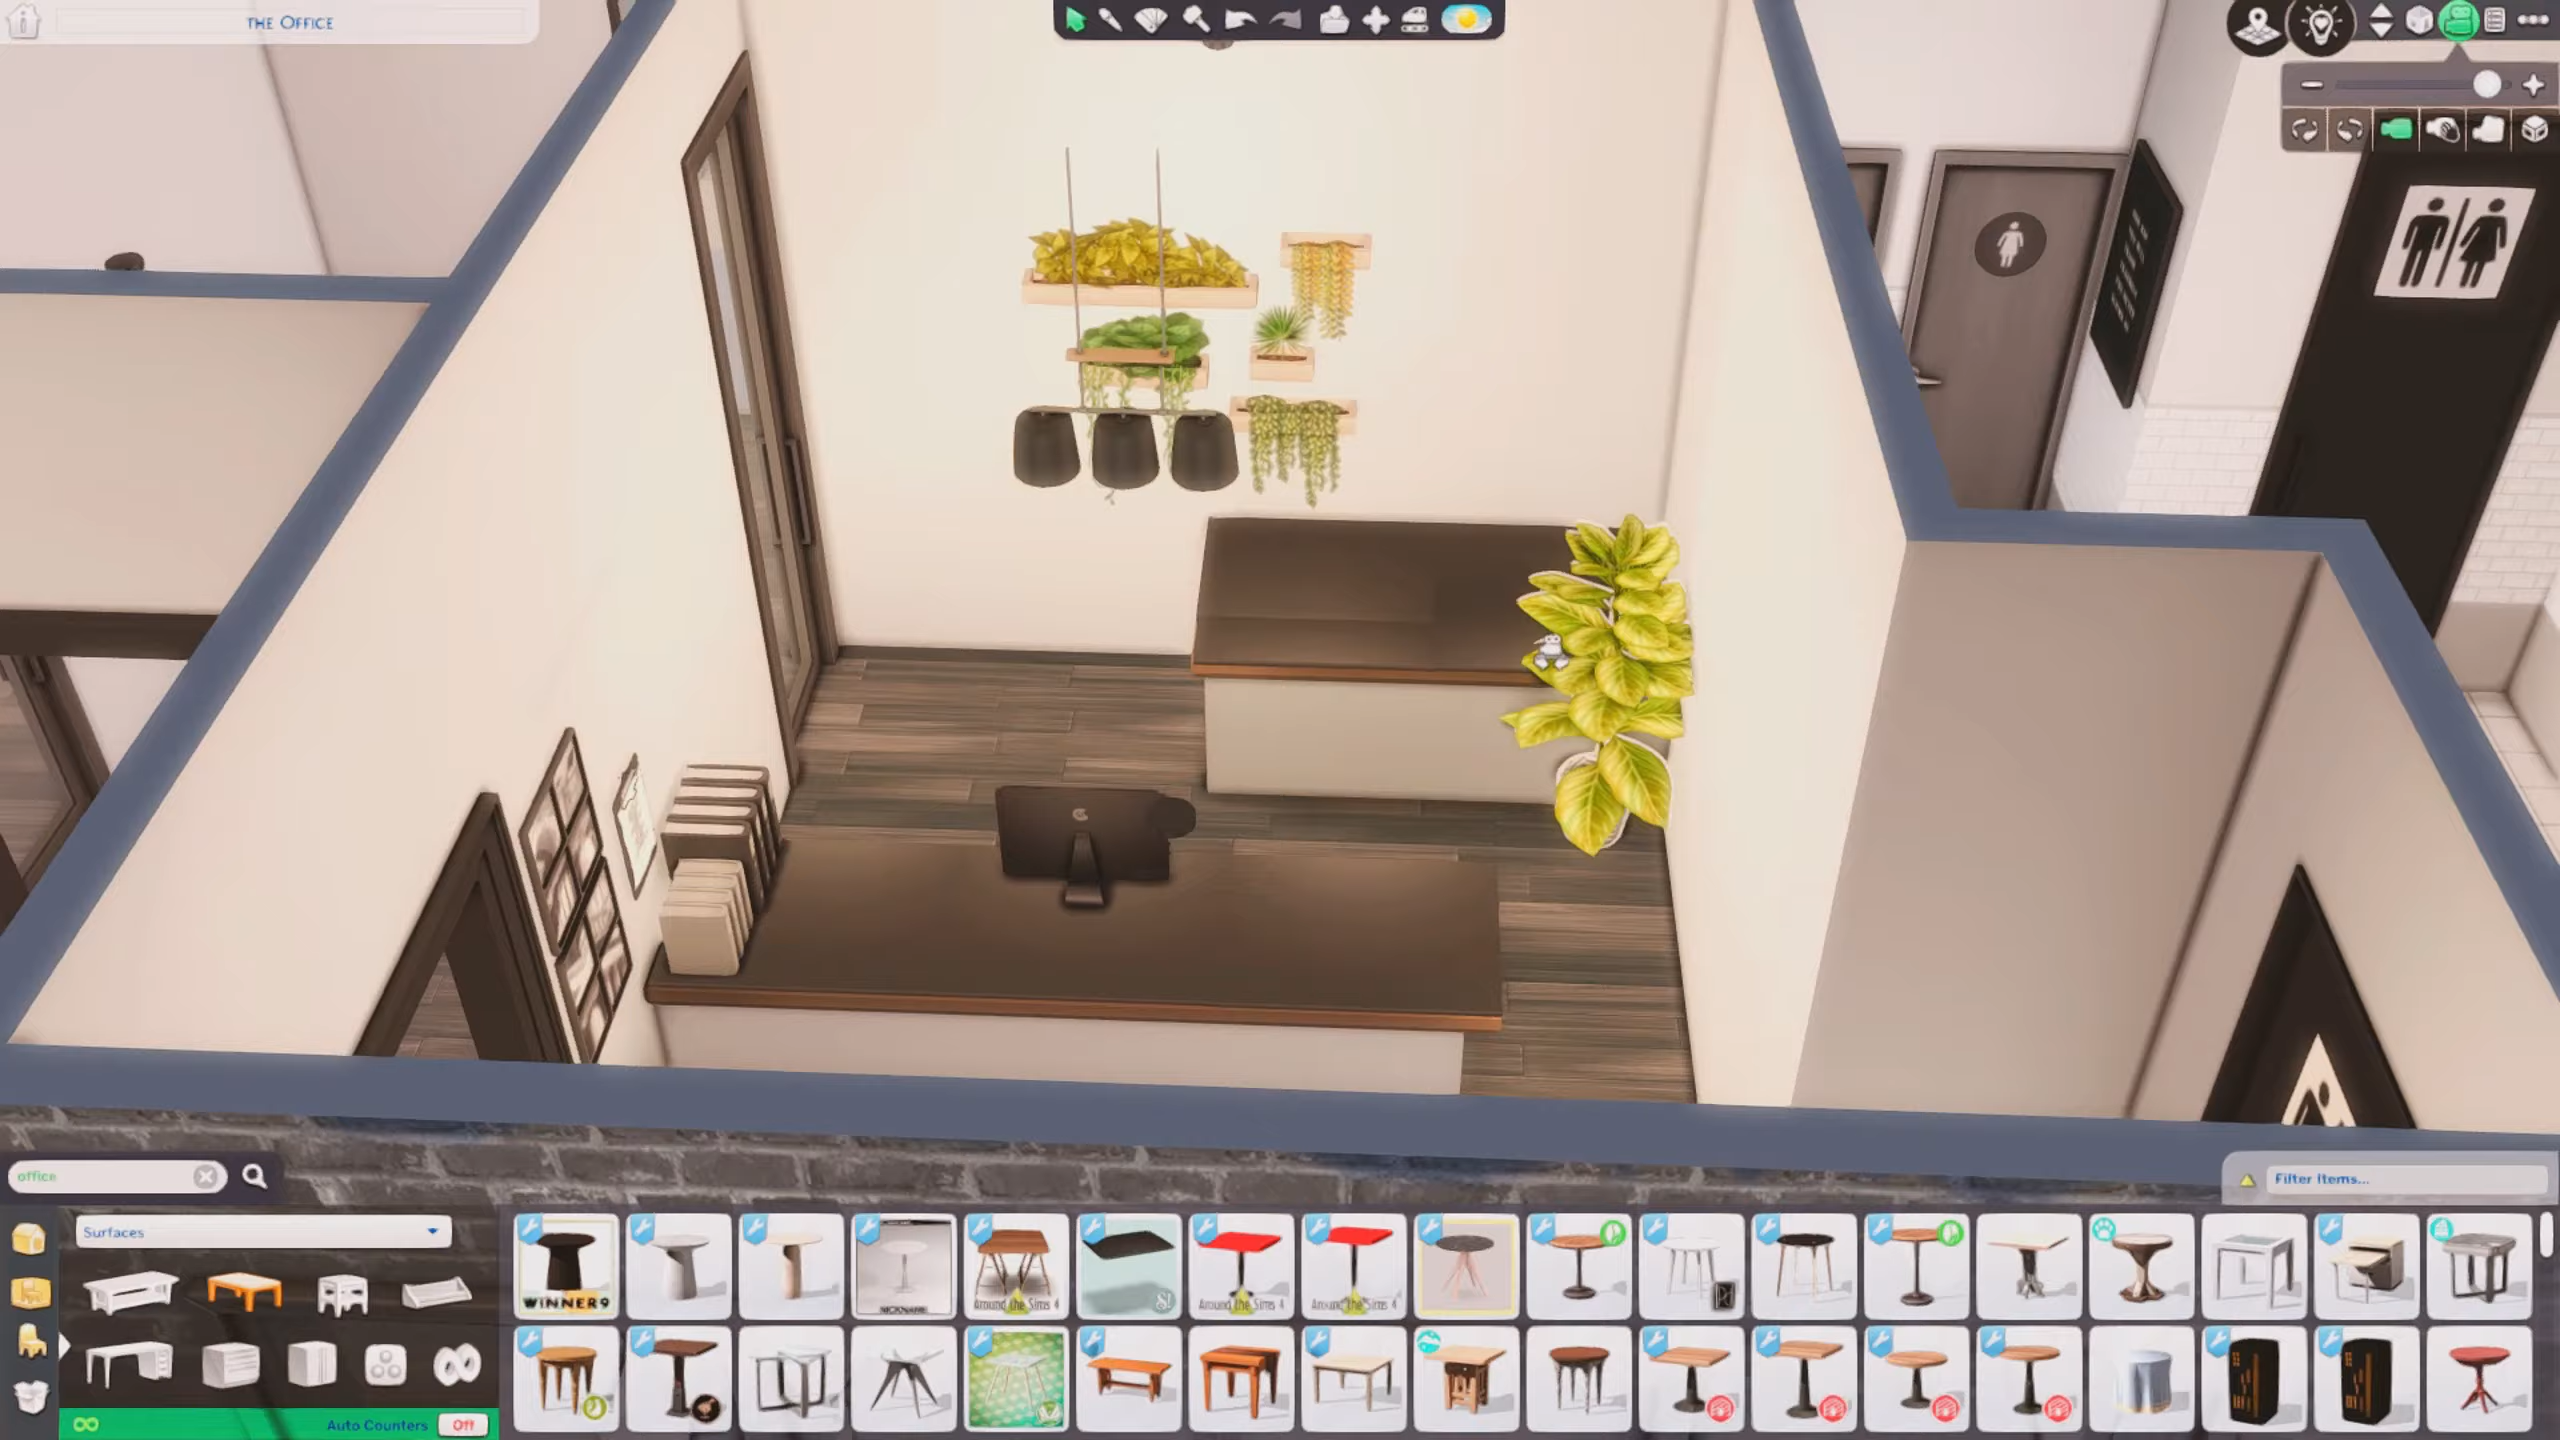 THE OFFICE
office
Filter Items...
Surfaces
WINNER9
NICKNAME
Around the Sims 4
Around the Sims 4
Around the Sims 4
Auto Counters
Off